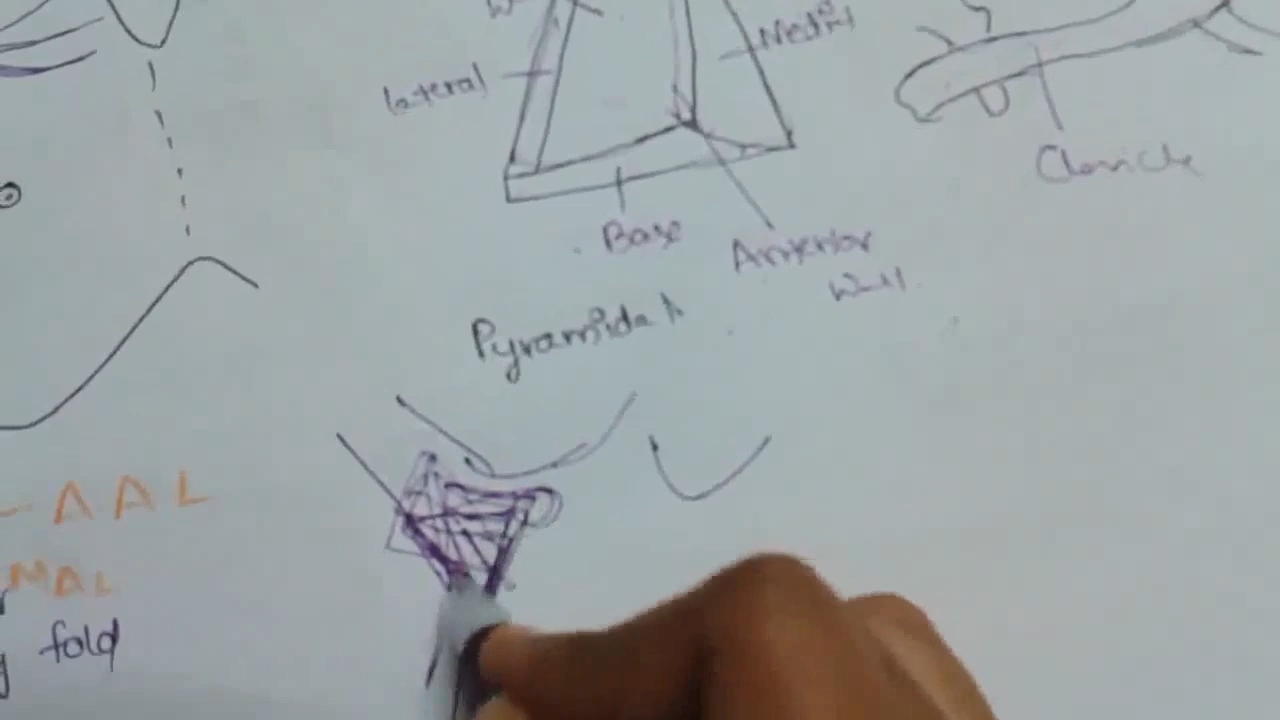 lateral
Medial
Clavicle
Base
Anterior
Wall
Pyramidal
AAL
MAL
fold